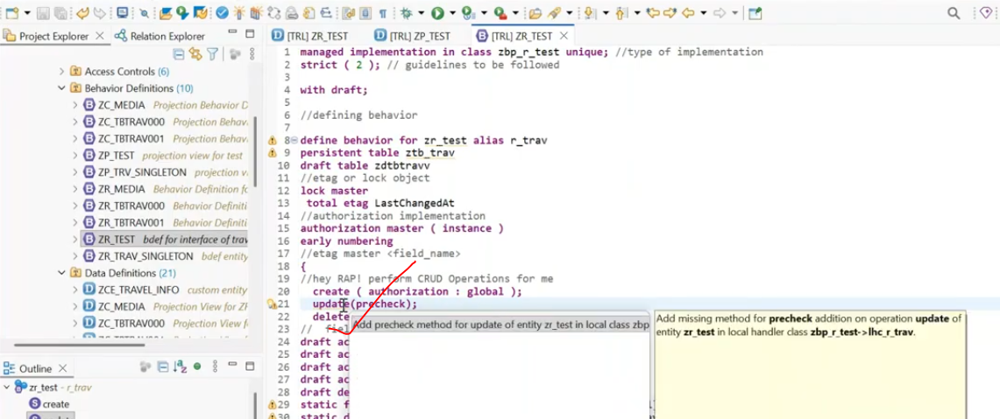 Project Explorer
Relation Explorer
[TRL] ZR_TEST
[TRL] ZP_TEST
[TRL] ZR_TEST
Access Controls (6)
Behavior Definitions (10)
ZC_MEDIA Projection Behavior D
ZC_TBTRAV000 Projection Behav
ZC_TBTRAV001 Projection Behav
ZP_TEST projection view for test
ZP_TRV_SINGLETON projection v
ZR_MEDIA Behavior Definition fo
ZR_TBTRAV000 Behavior Definiti
ZR_TBTRAV001 Behavior Definiti
ZR_TEST bdef for interface of trav
ZR_TRAV_SINGLETON bdef entity
Data Definitions (21)
ZCE_TRAVEL_INFO custom entity
ZC_MEDIA Projection View for ZF
ZC_TBTRAV000 Projection View
ZC_TBTRAV001 Projection View
Outline
zr_test - r_trav
create
1 managed implementation in class zbp_r_test unique; //type of implementation
2 strict ( 2 ); // guidelines to be followed
3
4 with draft;
5
6 //defining behavior
7
8 define behavior for zr_test alias r_trav
9 persistent table ztb_trav
10 draft table zdtbtravv
11 //etag or lock object
12 lock master
13 total etag LastChangedAt
14 //authorization implementation
15 authorization master ( instance )
16 early numbering
17 //etag master <field_name>
18 {
19 //hey RAP! perform CRUD Operations for me
20 create ( authorization : global );
21 update(precheck);
22 delete
23 // fiel
24 draft ac
25 draft ac
26 draft ac
27 draft ac
28 draft de
29 static f
30 static d
Add precheck method for update of entity zr_test in local class zbp
Add missing method for precheck addition on operation update of
entity zr_test in local handler class zbp_r_test->lhc_r_trav.